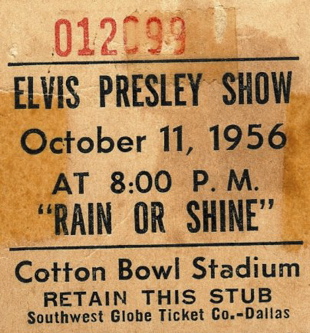 012099
ELVIS PRESLEY SHOW
October 11, 1956
AT 8:00 P. M.
"RAIN OR SHINE"
Cotton Bowl Stadium
RETAIN THIS STUB
Southwest Globe Ticket Co.-Dallas